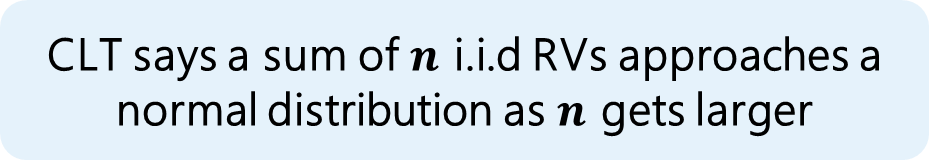 CLT says a sum of n i.i.d RVs approaches a
normal distribution as n gets larger